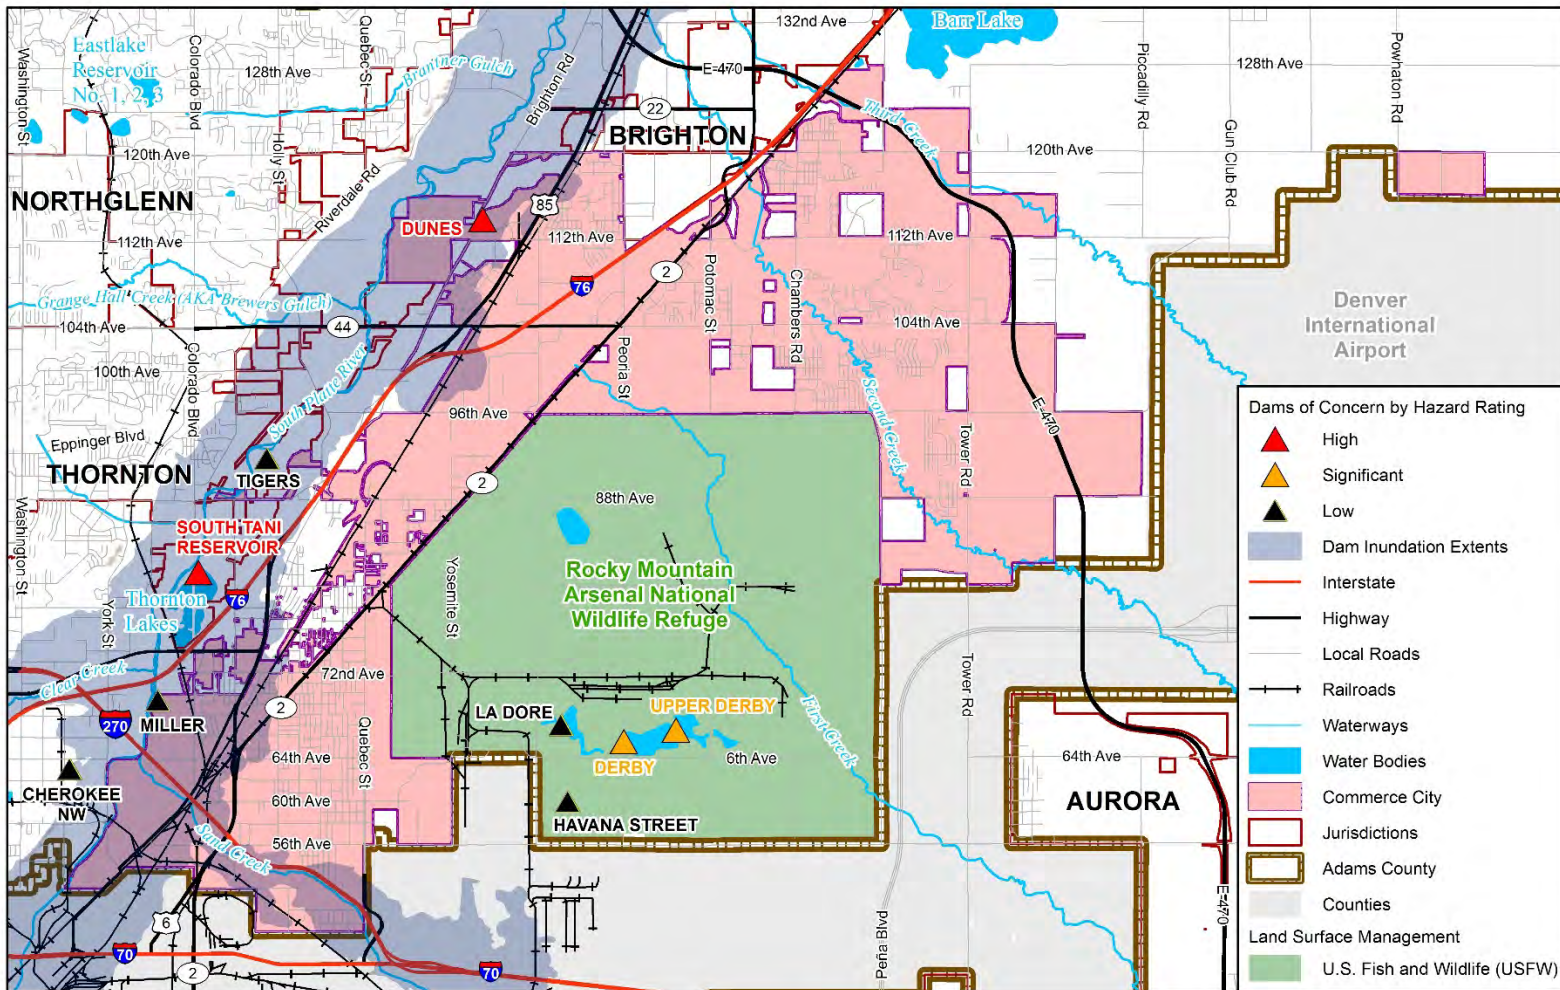 132nd Ave
Barr Lake
Eastlake
Reservoir
No. 1, 2, 3
128th Ave
Brantner Gulch
Brighton Rd
E-470
128th Ave
Washington St
Colorado Blvd
Quebec St
Piccadilly Rd
Powhaton Rd
22
BRIGHTON
Third Creek
120th Ave
Holly St
120th Ave
Gun Club Rd
NORTHGLENN
Riverdale Rd
DUNES
85
112th Ave
112th Ave
112th Ave
2
76
Potomac St
Chambers Rd
Grange Hall Creek (AKA Brewers Gulch)
104th Ave
44
104th Ave
Denver
International
Airport
100th Ave
Colorado Blvd
South Platte River
Peoria St
Second Creek
E-470
96th Ave
Eppinger Blvd
THORNTON
TIGERS
2
Tower Rd
88th Ave
Washington St
SOUTH TANI
RESERVOIR
Rocky Mountain
Arsenal National
Wildlife Refuge
Yosemite St
Thornton
Lakes
76
York St
72nd Ave
Clear Creek
2
MILLER
270
LA DORE
UPPER DERBY
First Creek
Tower Rd
Quebec St
64th Ave
DERBY
6th Ave
64th Ave
CHEROKEE
NW
60th Ave
HAVANA STREET
AURORA
Sand Creek
56th Ave
6
Peña Blvd
E-470
70
2
70
Dams of Concern by Hazard Rating
High
Significant
Low
Dam Inundation Extents
Interstate
Highway
Local Roads
Railroads
Waterways
Water Bodies
Commerce City
Jurisdictions
Adams County
Counties
Land Surface Management
U.S. Fish and Wildlife (USFW)